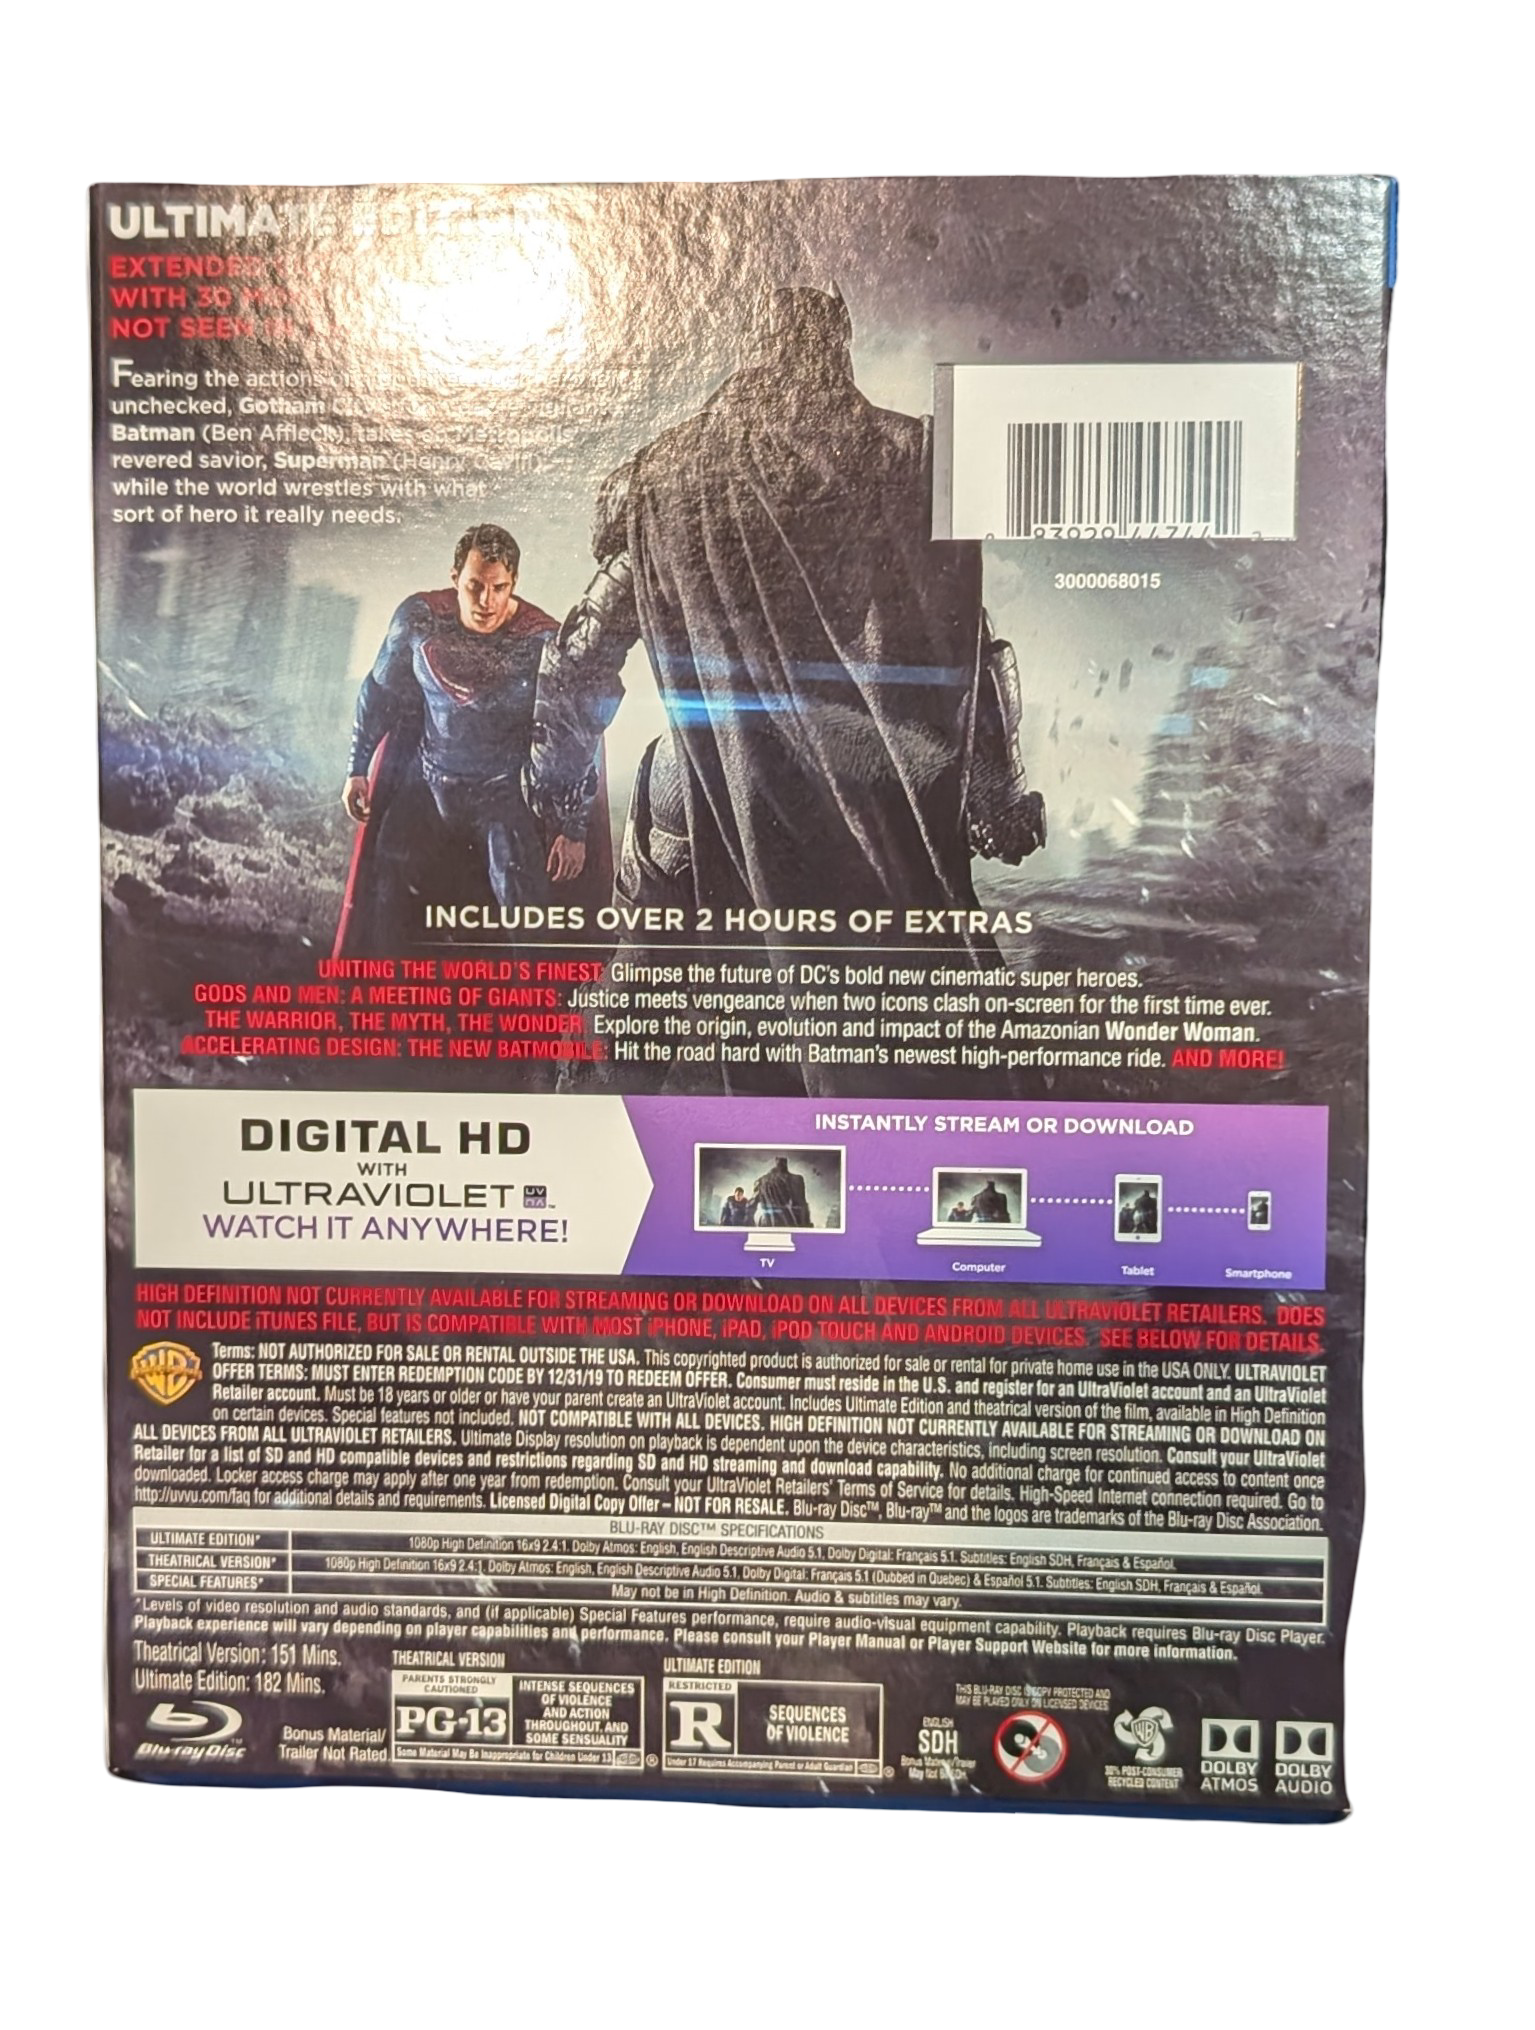 ULTIMATE EDITION
EXTENDED
WITH 30
NOT SEEN IN
Fearing the actions
unchecked, Gotham City's
Batman (Ben Affleck), takes on Metropolis'
revered savior, Superman (Henry Cavill),
while the world wrestles with what
sort of hero it really needs.
3000068015
INCLUDES OVER 2 HOURS OF EXTRAS
UNITING THE WORLD'S FINEST: Glimpse the future of DC's bold new cinematic super heroes.
GODS AND MEN: A MEETING OF GIANTS: Justice meets vengeance when two icons clash on-screen for the first time ever.
THE WARRIOR, THE MYTH, THE WONDER: Explore the origin, evolution and impact of the Amazonian Wonder Woman.
ACCELERATING DESIGN: THE NEW BATMOBILE: Hit the road hard with Batman's newest high-performance ride. AND MORE!
DIGITAL HD
WITH
ULTRAVIOLET UV
WATCH IT ANYWHERE!
INSTANTLY STREAM OR DOWNLOAD
TV
Computer
Tablet
Smartphone
HIGH DEFINITION NOT CURRENTLY AVAILABLE FOR STREAMING OR DOWNLOAD ON ALL DEVICES FROM ALL ULTRAVIOLET RETAILERS. DOES
NOT INCLUDE iTUNES FILE, BUT IS COMPATIBLE WITH MOST iPHONE, iPAD, iPOD TOUCH AND ANDROID DEVICES. SEE BELOW FOR DETAILS.
WB
Terms: NOT AUTHORIZED FOR SALE OR RENTAL OUTSIDE THE USA. This copyrighted product is authorized for sale or rental for private home use in the USA ONLY. ULTRAVIOLET
OFFER TERMS: MUST ENTER REDEMPTION CODE BY 12/31/19 TO REDEEM OFFER. Consumer must reside in the U.S. and register for an UltraViolet account and an UltraViolet
Retailer account. Must be 18 years or older or have your parent create an UltraViolet account. Includes Ultimate Edition and theatrical version of the film, available in High Definition
on certain devices. Special features not included. NOT COMPATIBLE WITH ALL DEVICES. HIGH DEFINITION NOT CURRENTLY AVAILABLE FOR STREAMING OR DOWNLOAD ON
ALL DEVICES FROM ALL ULTRAVIOLET RETAILERS. Ultimate Display resolution on playback is dependent upon the device characteristics, including screen resolution. Consult your UltraViolet
Retailer for a list of SD and HD compatible devices and restrictions regarding SD and HD streaming and download capability. No additional charge for continued access to content once
downloaded. Locker access charge may apply after one year from redemption. Consult your UltraViolet Retailers' Terms of Service for details. High-Speed Internet connection required. Go to
http://uvvu.com/faq for additional details and requirements. Licensed Digital Copy Offer – NOT FOR RESALE. Blu-ray Disc™, Blu-ray™ and the logos are trademarks of the Blu-ray Disc Association.
BLU-RAY DISC™ SPECIFICATIONS
ULTIMATE EDITION* 1080p High Definition 16x9 2.4:1. Dolby Atmos: English, English Descriptive Audio 5.1, Dolby Digital: Français 5.1. Subtitles: English SDH, Français & Español.
THEATRICAL VERSION* 1080p High Definition 16x9 2.4:1. Dolby Atmos: English, English Descriptive Audio 5.1, Dolby Digital: Français 5.1 (Dubbed in Quebec) & Español 5.1. Subtitles: English SDH, Français & Español.
SPECIAL FEATURES* May not be in High Definition. Audio & subtitles may vary.
*Levels of video resolution and audio standards, and (if applicable) Special Features performance, require audio-visual equipment capability. Playback requires Blu-ray Disc Player.
Playback experience will vary depending on player capabilities and performance. Please consult your Player Manual or Player Support Website for more information.
Theatrical Version: 151 Mins.
Ultimate Edition: 182 Mins.
Blu-ray Disc™
Bonus Material/
Trailer Not Rated
THEATRICAL VERSION
PARENTS STRONGLY
CAUTIONED
PG-13
INTENSE SEQUENCES
OF VIOLENCE
AND ACTION
THROUGHOUT, AND
SOME SENSUALITY
Some Material May Be Inappropriate for Children Under 13
®
ULTIMATE EDITION
RESTRICTED
R
SEQUENCES
OF VIOLENCE
Under 17 Requires Accompanying Parent or Adult Guardian
®
ENGLISH
SDH
Bonus Material/Trailer
May Not Be SDH
THIS BLU-RAY DISC IS COPY PROTECTED AND
MAY BE PLAYED ONLY ON LICENSED DEVICES
WB
30% POST-CONSUMER
RECYCLED CONTENT
DOLBY
ATMOS
DOLBY
AUDIO